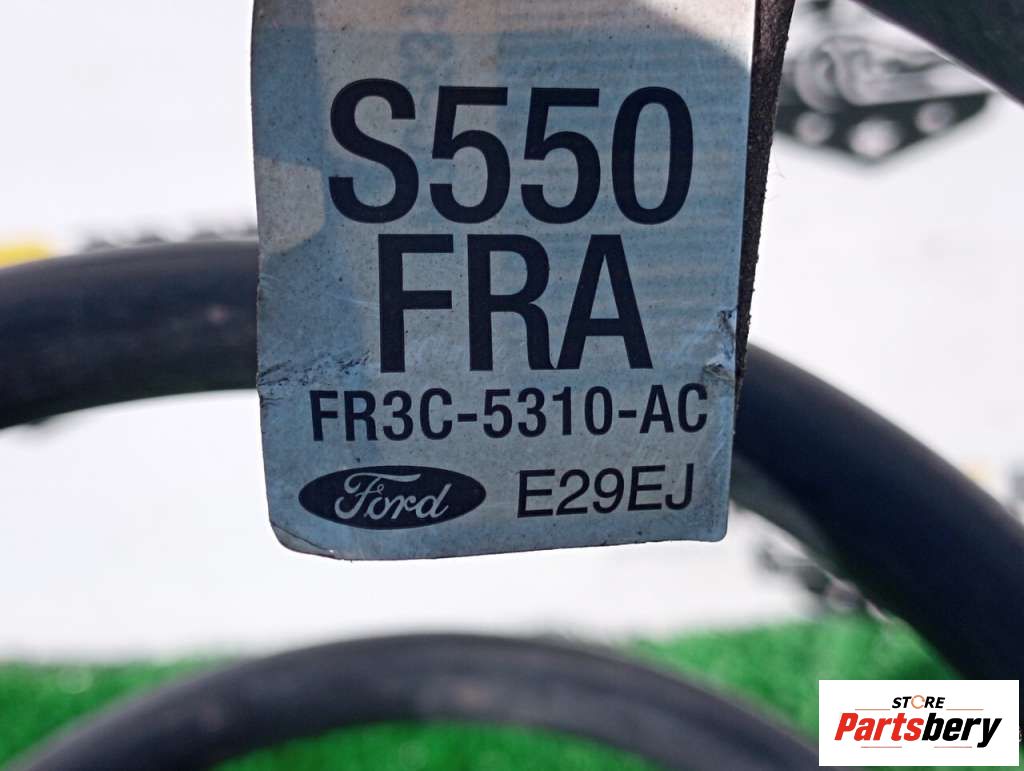 S550
FRA
FR3C-5310-AC
Ford E29EJ
STORE
Partsbery